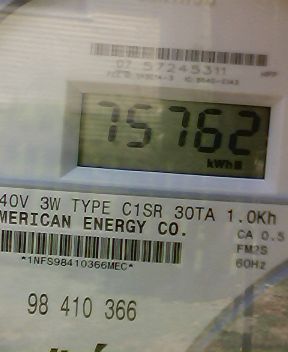 07 57245311
75762
kWh
40V 3W TYPE C1SR 30TA 1.0Kh
MERICAN ENERGY CO.
CA 0.5
FM2S
60Hz
*1NFS98410366MEC*
98 410 366